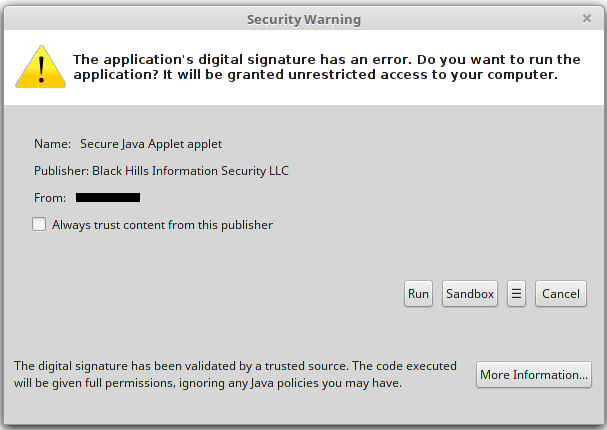 Security Warning
The application's digital signature has an error. Do you want to run the
application? It will be granted unrestricted access to your computer.
Name: Secure Java Applet applet
Publisher: Black Hills Information Security LLC
From:
Always trust content from this publisher
Run Sandbox Cancel
The digital signature has been validated by a trusted source. The code executed
will be given full permissions, ignoring any Java policies you may have.
More Information...